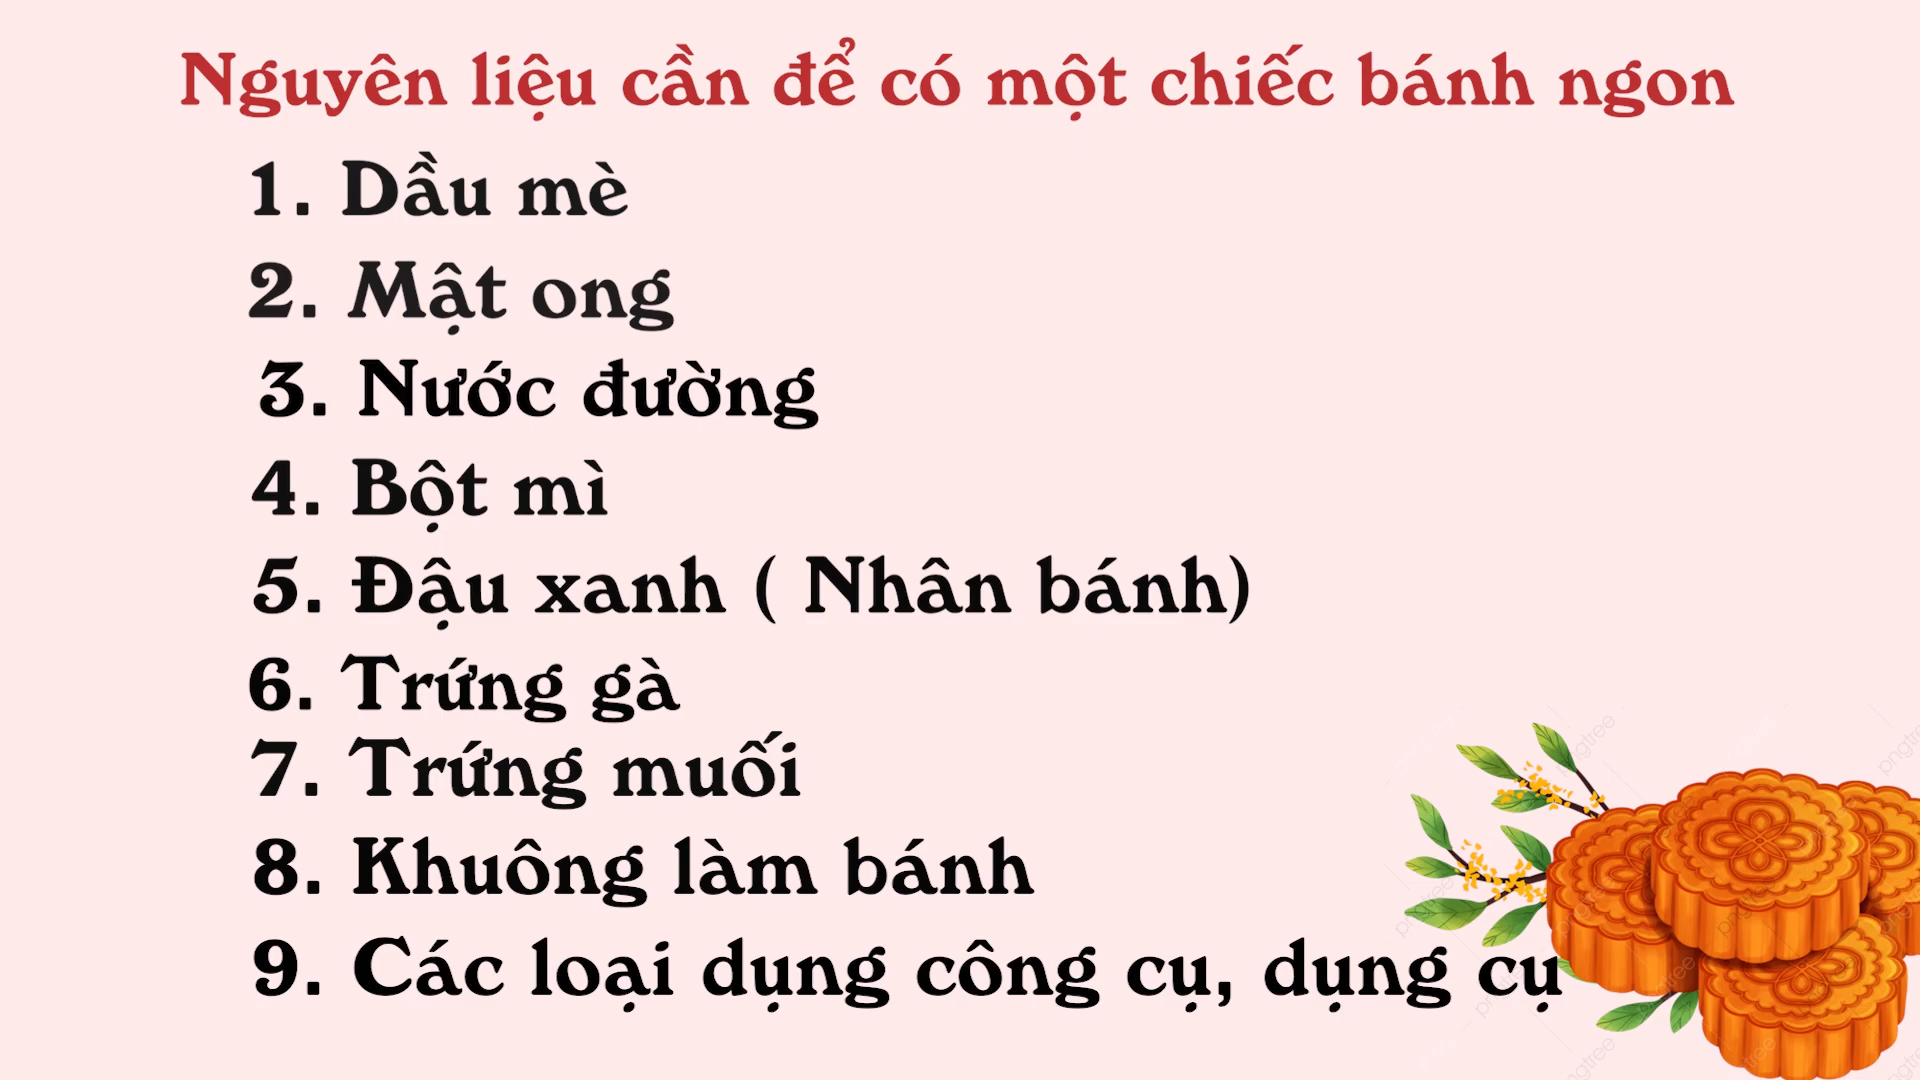 Nguyên liệu cần để có một chiếc bánh ngon
1. Dầu mè
2. Mật ong
3. Nước đường
4. Bột mì
5. Đậu xanh ( Nhân bánh)
6. Trứng gà
7. Trứng muối
8. Khuông làm bánh
9. Các loại dụng công cụ, dụng cụ
pngtree